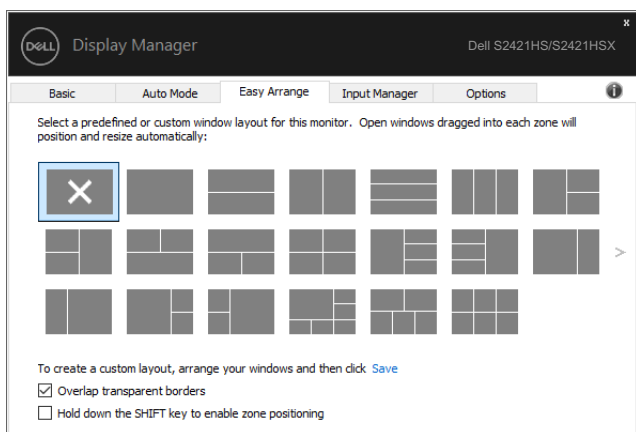 x
DELL Display Manager Dell S2421HS/S2421HSX
Basic Auto Mode Easy Arrange Input Manager Options i
Select a predefined or custom window layout for this monitor. Open windows dragged into each zone will
position and resize automatically:
>
To create a custom layout, arrange your windows and then click Save
Overlap transparent borders
Hold down the SHIFT key to enable zone positioning